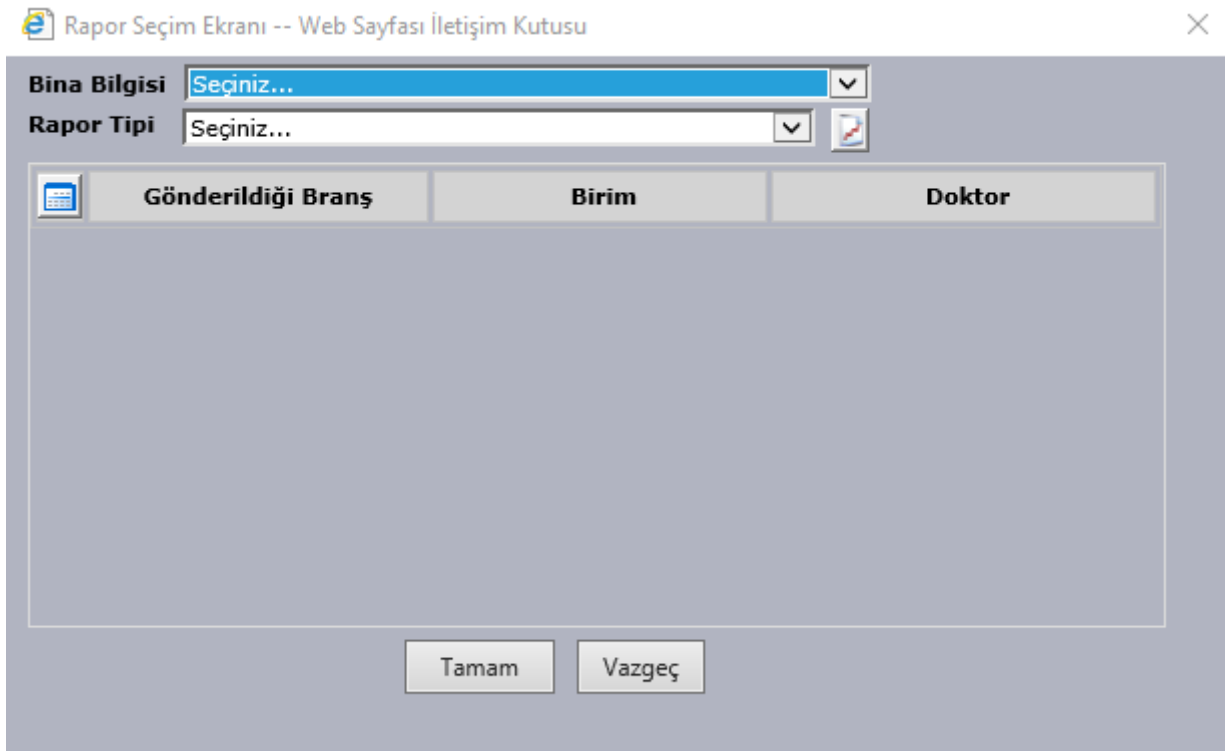 Rapor Seçim Ekranı -- Web Sayfası İletişim Kutusu
Bina Bilgisi Seçiniz...
Rapor Tipi Seçiniz...
Gönderildiği Branş Birim Doktor
Tamam Vazgeç